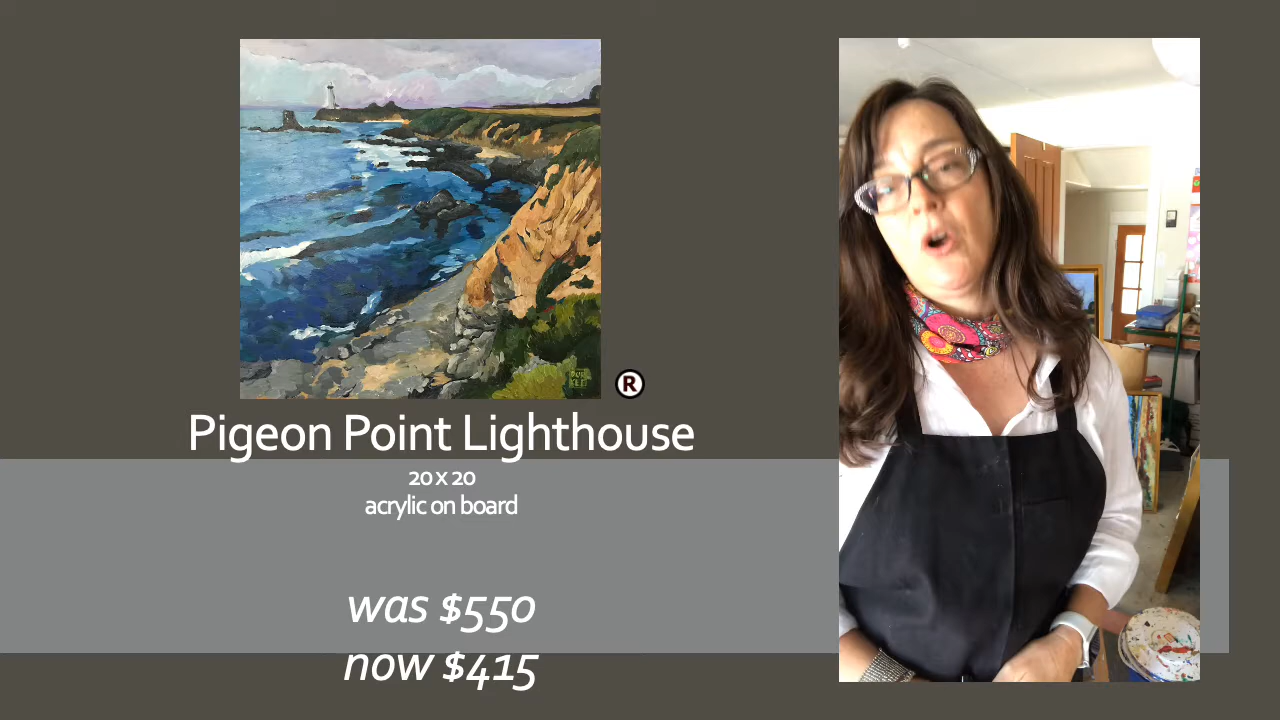 R
Pigeon Point Lighthouse
20 x 20
acrylic on board
was $550
now $415